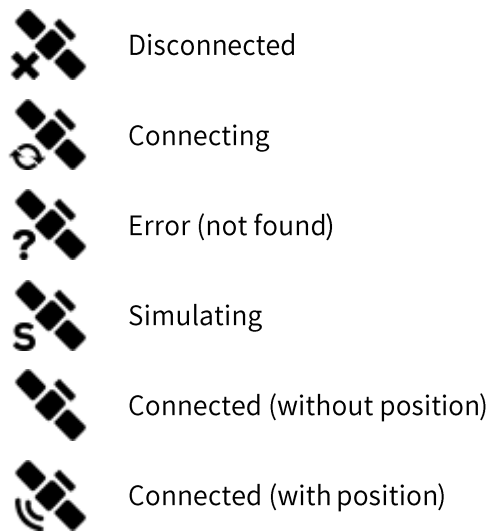 Disconnected
Connecting
? Error (not found)
S Simulating
Connected (without position)
Connected (with position)